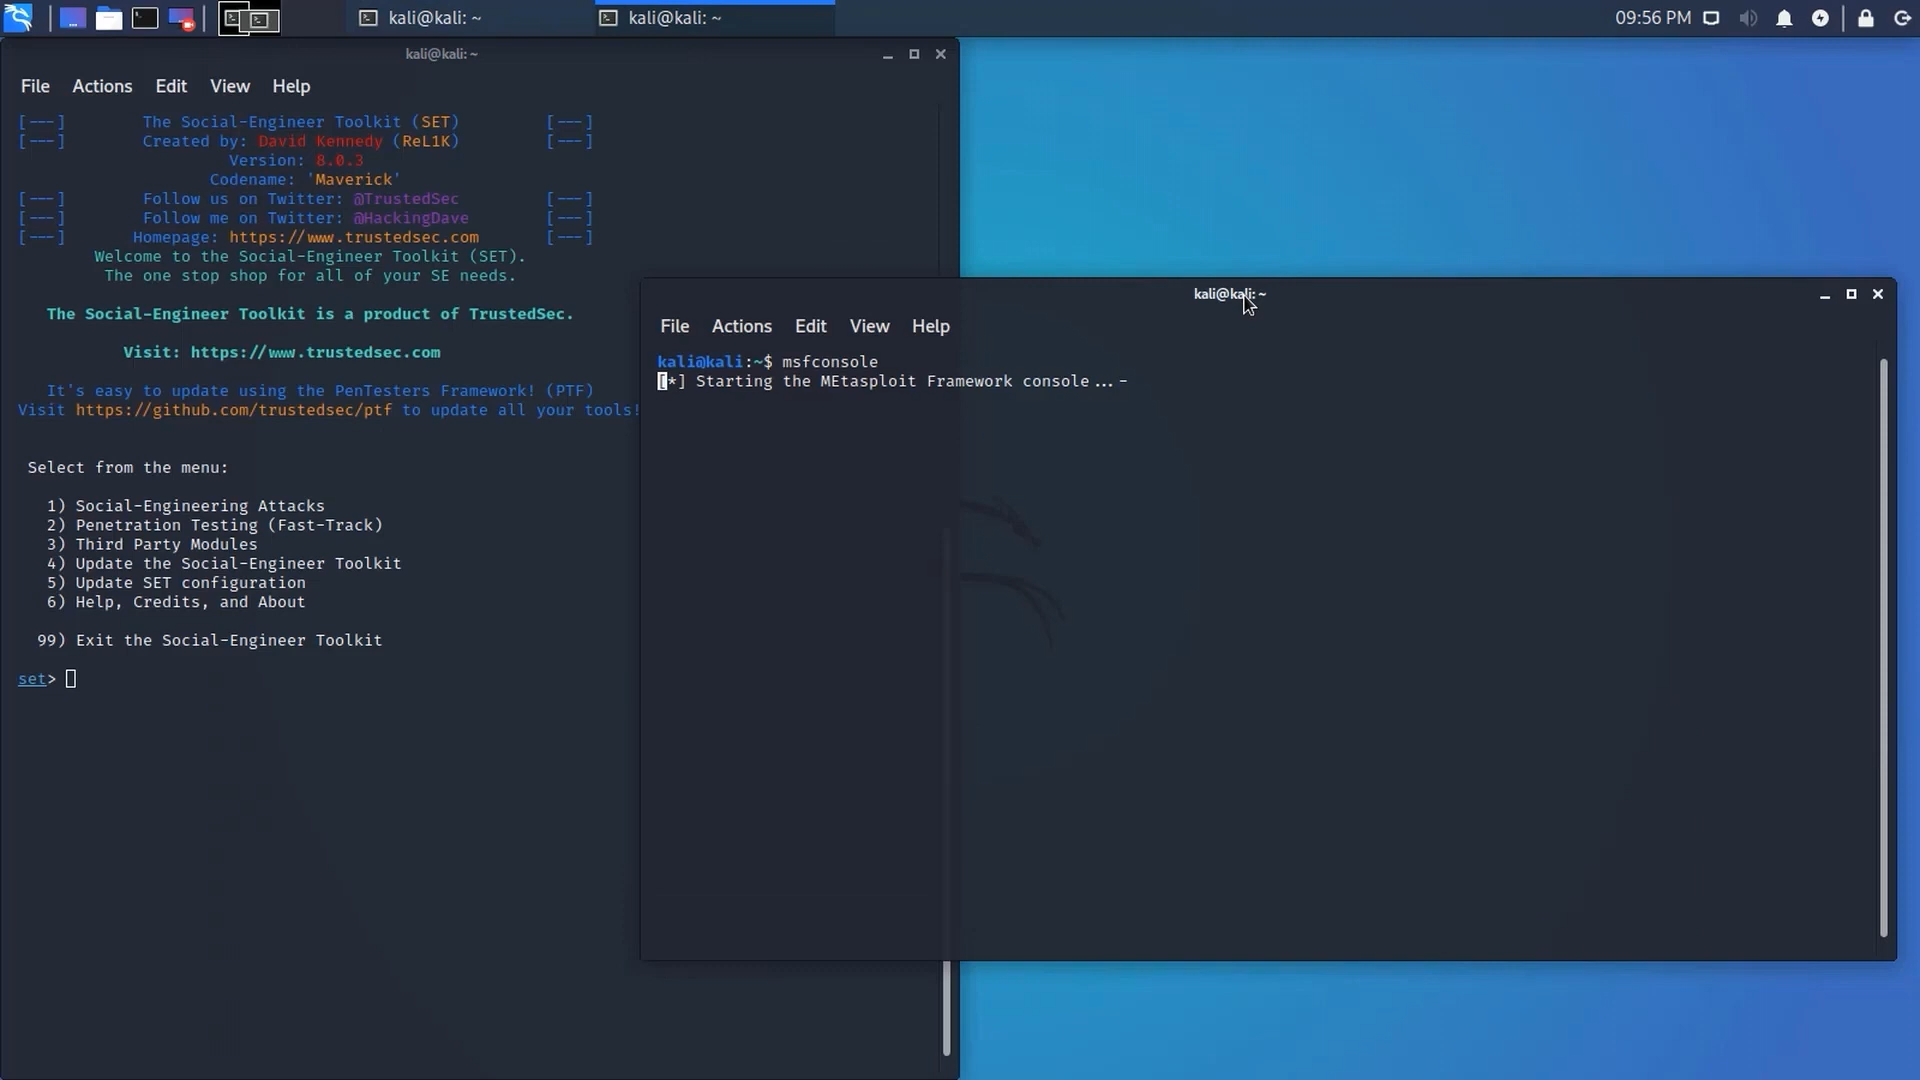 kali@kali: ~
kali@kali: ~
09:56 PM
kali@kali: ~
File Actions Edit View Help
[---] The Social-Engineer Toolkit (SET) [---]
[---] Created by: David Kennedy (ReL1K) [---]
Version: 8.0.3
Codename: 'Maverick'
[---] Follow us on Twitter: @TrustedSec [---]
[---] Follow me on Twitter: @HackingDave [---]
[---] Homepage: https://www.trustedsec.com [---]
Welcome to the Social-Engineer Toolkit (SET).
The one stop shop for all of your SE needs.
The Social-Engineer Toolkit is a product of TrustedSec.
Visit: https://www.trustedsec.com
It's easy to update using the PenTesters Framework! (PTF)
Visit https://github.com/trustedsec/ptf to update all your tools!
Select from the menu:
1) Social-Engineering Attacks
2) Penetration Testing (Fast-Track)
3) Third Party Modules
4) Update the Social-Engineer Toolkit
5) Update SET configuration
6) Help, Credits, and About
99) Exit the Social-Engineer Toolkit
set>
kali@kali: ~
File Actions Edit View Help
kali@kali:~$ msfconsole
[*] Starting the MEtasploit Framework console...-